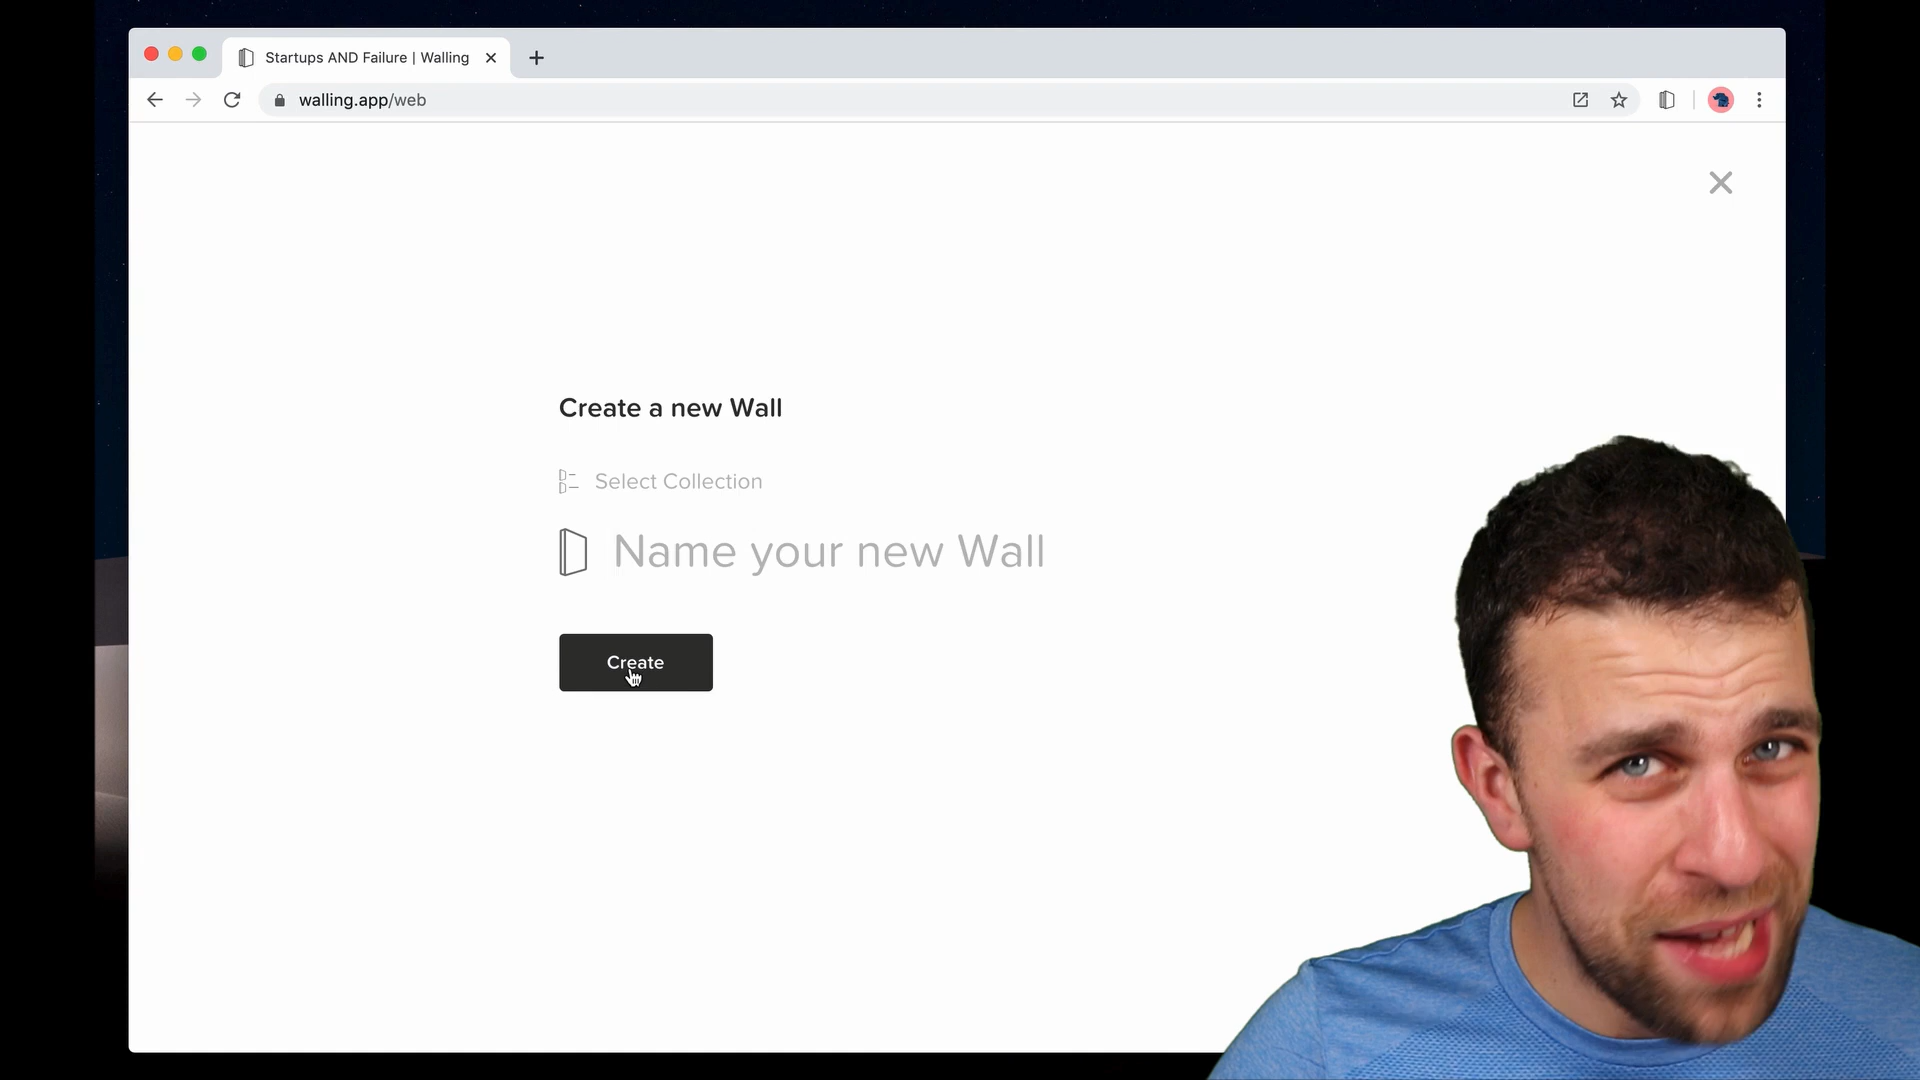 Startups AND Failure | Walling
walling.app/web
Create a new Wall
Select Collection
Name your new Wall
Create